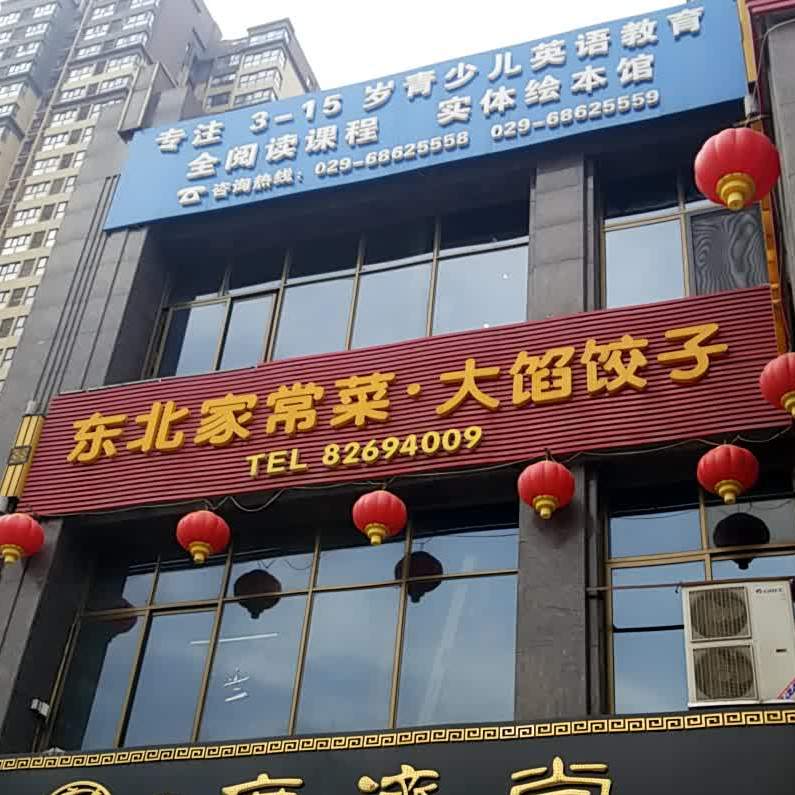 专注 3-15 岁青少儿英语教育
全阅读课程 实体绘本馆
咨询热线：029-68625558 029-68625559
东北家常菜·大馅饺子
TEL 82694009
GREE